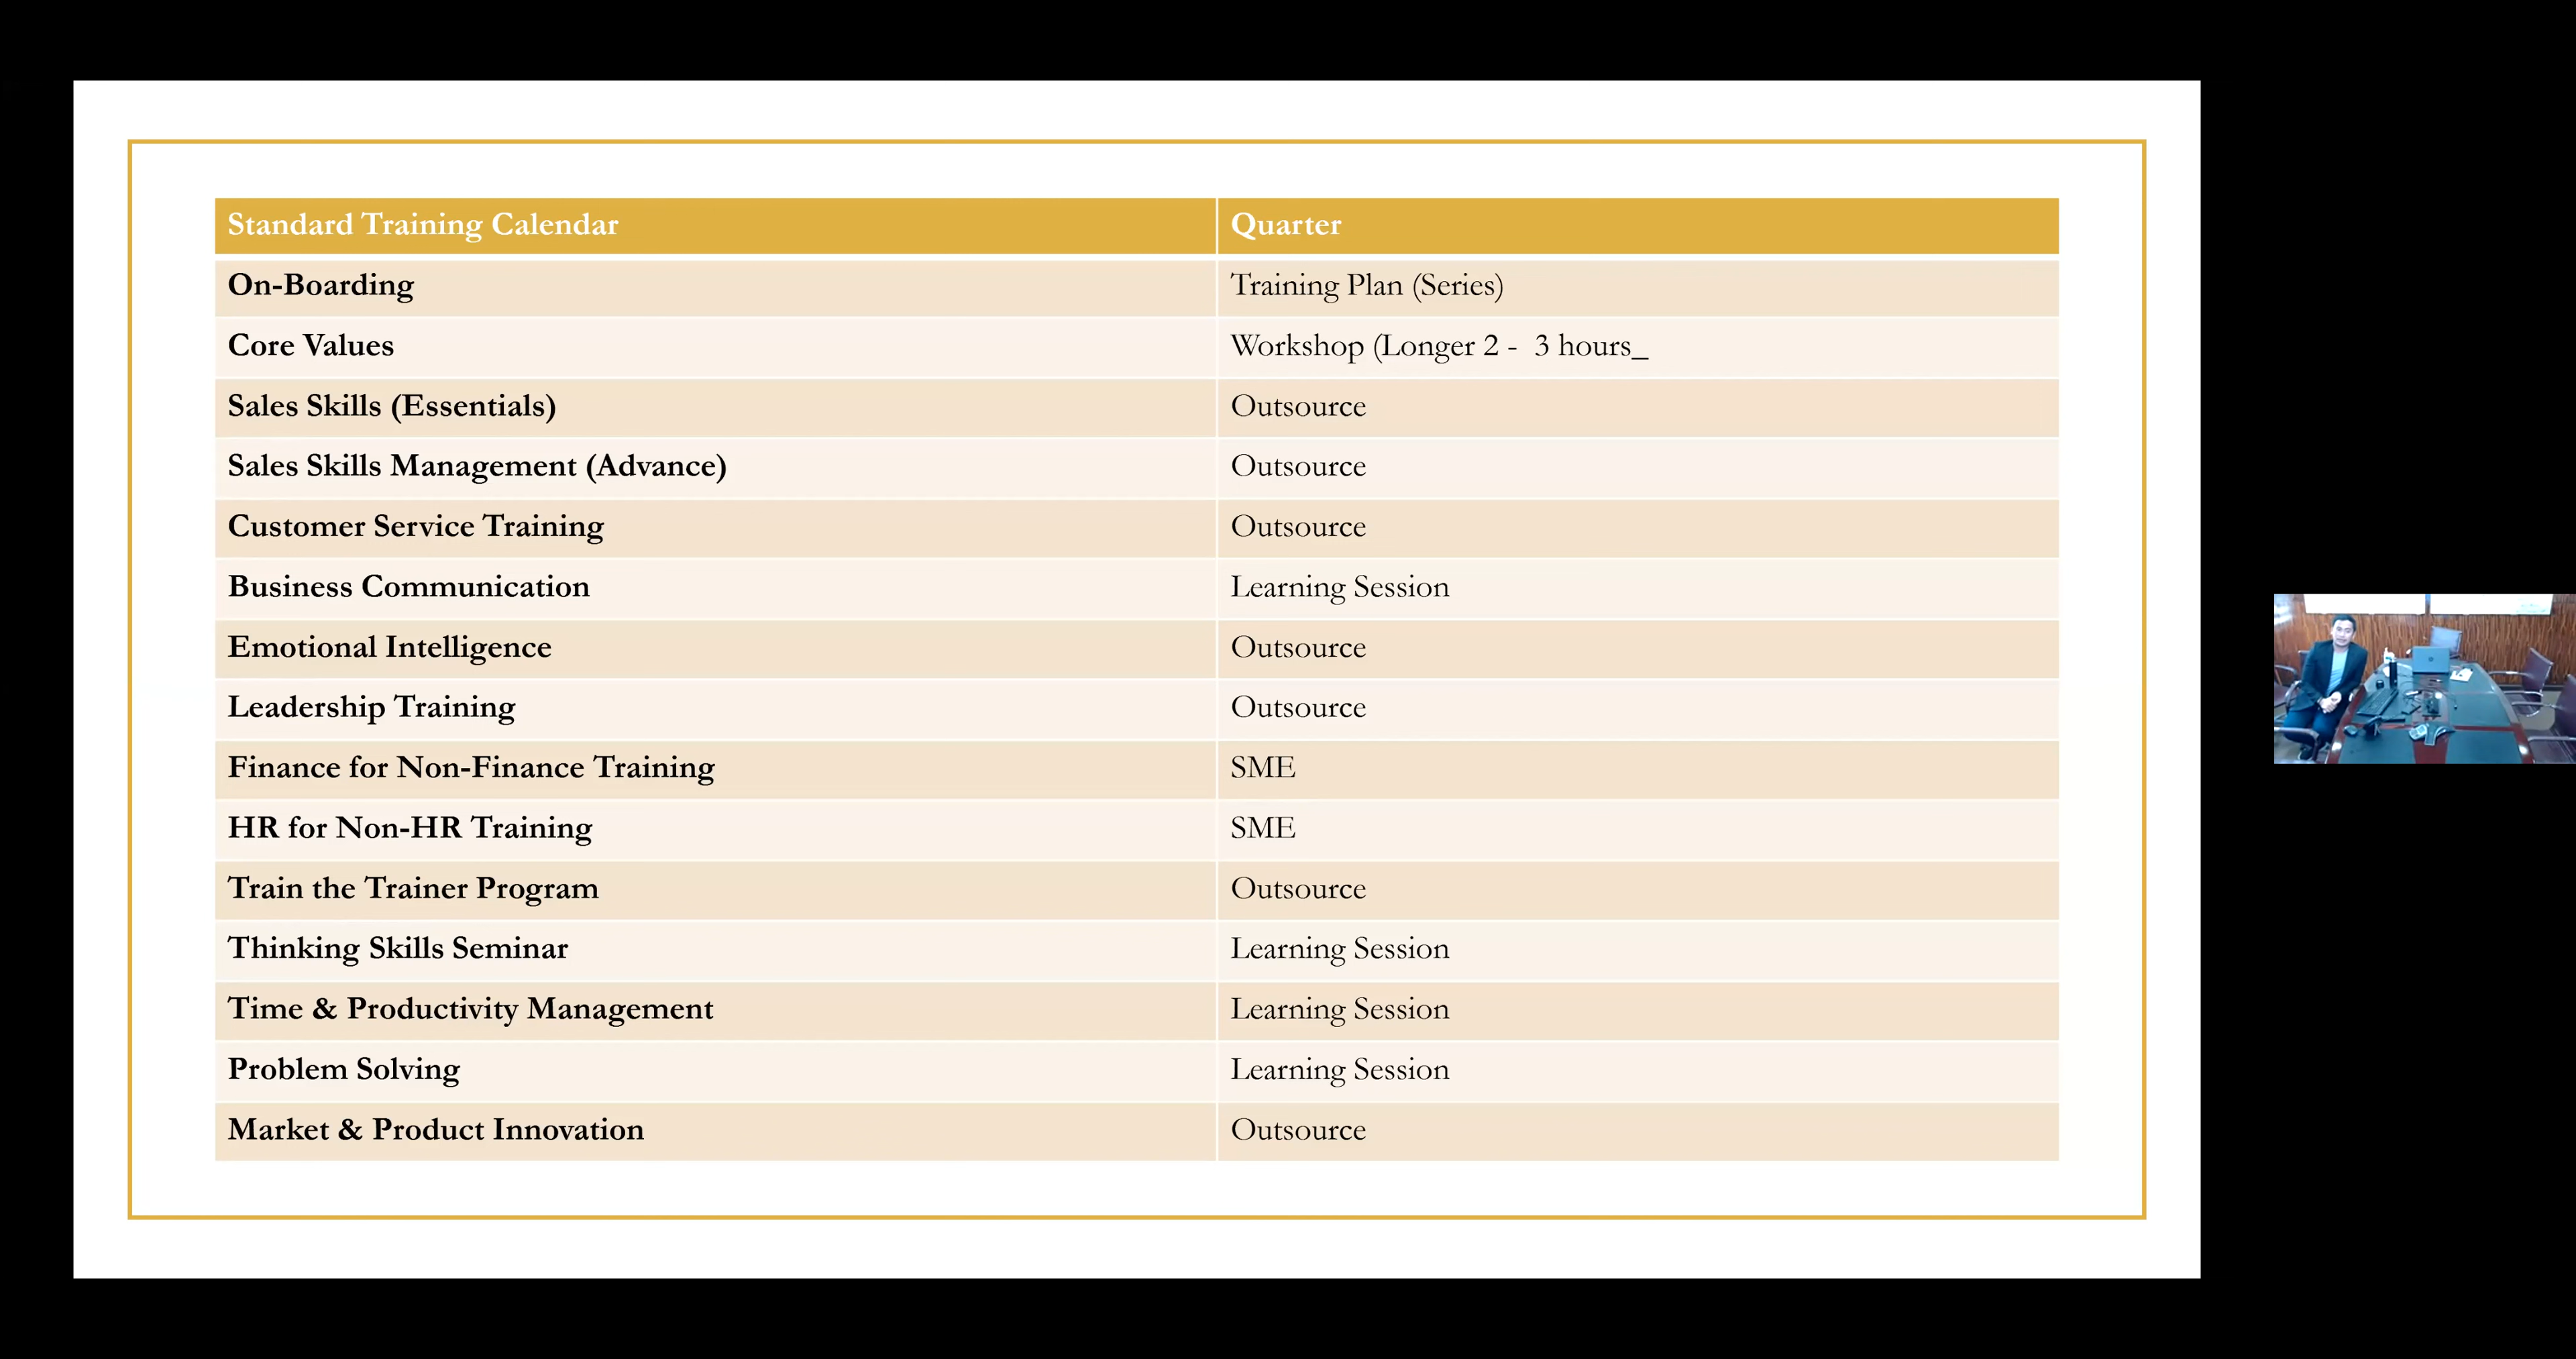 Standard Training Calendar Quarter
On-Boarding Training Plan (Series)
Core Values Workshop (Longer 2 -  3 hours_
Sales Skills (Essentials) Outsource
Sales Skills Management (Advance) Outsource
Customer Service Training Outsource
Business Communication Learning Session
Emotional Intelligence Outsource
Leadership Training Outsource
Finance for Non-Finance Training SME
HR for Non-HR Training SME
Train the Trainer Program Outsource
Thinking Skills Seminar Learning Session
Time & Productivity Management Learning Session
Problem Solving Learning Session
Market & Product Innovation Outsource